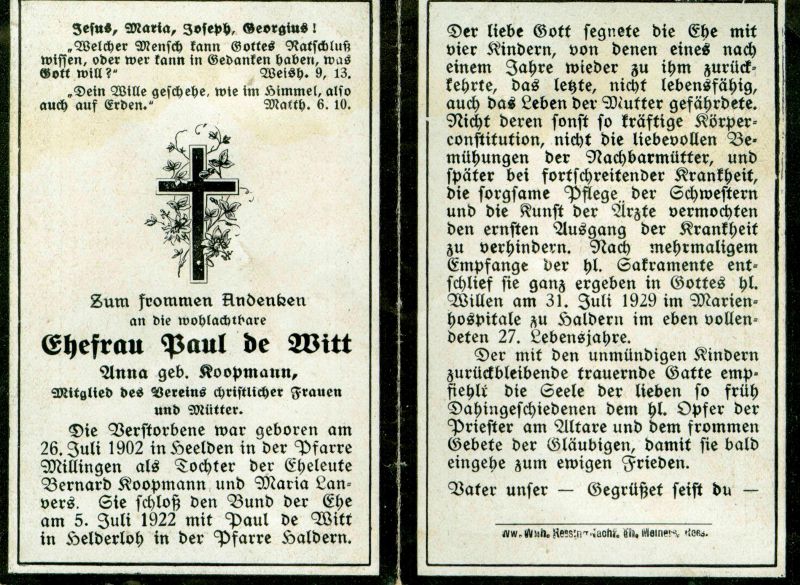 Jesus, Maria, Joseph, Georgius!
„Welcher Mensch kann Gottes Ratschluß
wissen, oder wer kann in Gedanken haben, was
Gott will?“ Weish. 9, 13.
„Dein Wille geschehe, wie im Himmel, also
auch auf Erden.“ Matth. 6. 10.
Zum frommen Andenken
an die wohlachtbare
Ehefrau Paul de Witt
Anna geb. Koopmann,
Mitglied des Vereins christlicher Frauen
und Mütter.
Die Verstorbene war geboren am
26. Juli 1902 in Heelden in der Pfarre
Millingen als Tochter der Eheleute
Bernard Koopmann und Maria Lan-
vers. Sie schloß den Bund der Ehe
am 5. Juli 1922 mit Paul de Witt
in Helderloh in der Pfarre Haldern.
Der liebe Gott segnete die Ehe mit
vier Kindern, von denen eines nach
einem Jahre wieder zu ihm zurück-
kehrte, das letzte, nicht lebensfähig,
auch das Leben der Mutter gefährdete.
Nicht deren sonst so kräftige Körper-
constitution, nicht die liebevollen Be-
mühungen der Nachbarmütter, und
später bei fortschreitender Krankheit,
die sorgsame Pflege der Schwestern
und die Kunst der Ärzte vermochten
den ernsten Ausgang der Krankheit
zu verhindern. Nach mehrmaligem
Empfange der hl. Sakramente ent-
schlief sie ganz ergeben in Gottes hl.
Willen am 31. Juli 1929 im Marien-
hospitale zu Haldern im eben vollen-
deten 27. Lebensjahre.
Der mit den unmündigen Kindern
zurückbleibende trauernde Gatte emp-
fiehlt die Seele der lieben so früh
Dahingeschiedenen dem hl. Opfer der
Priester am Altare und dem frommen
Gebete der Gläubigen, damit sie bald
eingehe zum ewigen Frieden.
Vater unser — Gegrüßet seist du —
Ww. Wilh. Ressing Nachf. Th. Meiners, Rees.